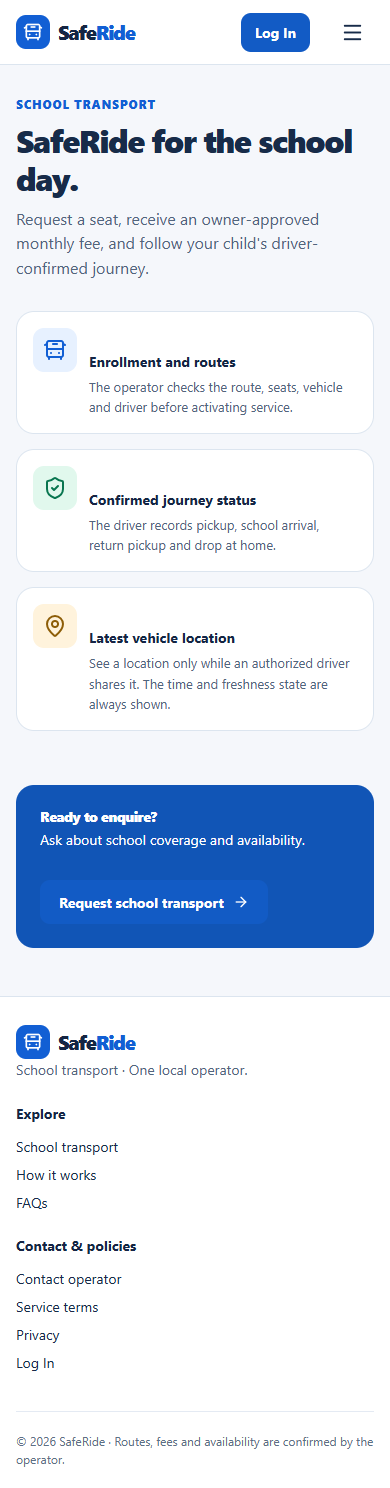 SafeRide
Log In
SCHOOL TRANSPORT
SafeRide for the school
day.
Request a seat, receive an owner-approved
monthly fee, and follow your child's driver-
confirmed journey.
Enrollment and routes
The operator checks the route, seats, vehicle
and driver before activating service.
Confirmed journey status
The driver records pickup, school arrival,
return pickup and drop at home.
Latest vehicle location
See a location only while an authorized driver
shares it. The time and freshness state are
always shown.
Ready to enquire?
Ask about school coverage and availability.
Request school transport
SafeRide
School transport · One local operator.
Explore
School transport
How it works
FAQs
Contact & policies
Contact operator
Service terms
Privacy
Log In
© 2026 SafeRide · Routes, fees and availability are confirmed by the
operator.